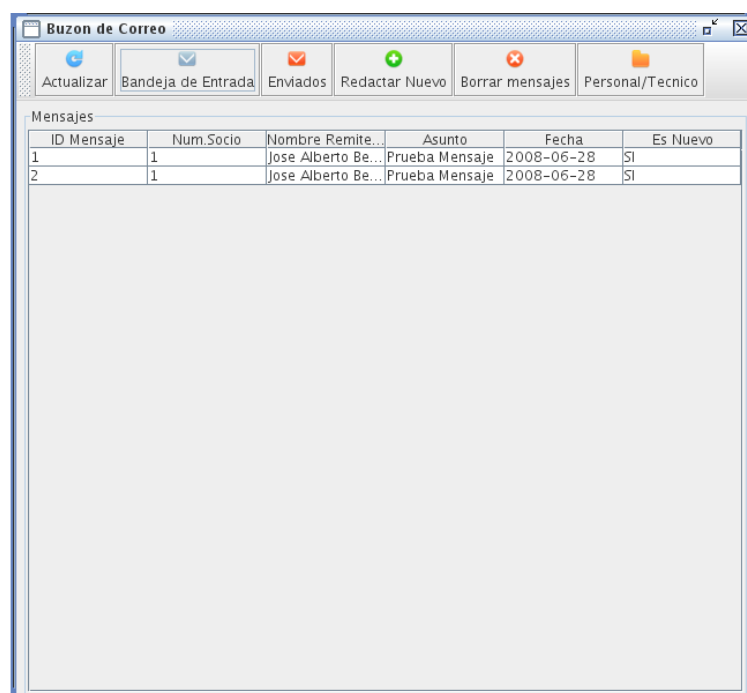 Buzon de Correo
Actualizar Bandeja de Entrada Enviados Redactar Nuevo Borrar mensajes Personal/Tecnico
Mensajes
ID Mensaje Num.Socio Nombre Remite... Asunto Fecha Es Nuevo
1 1 Jose Alberto Be... Prueba Mensaje 2008-06-28 SI
2 1 Jose Alberto Be... Prueba Mensaje 2008-06-28 SI